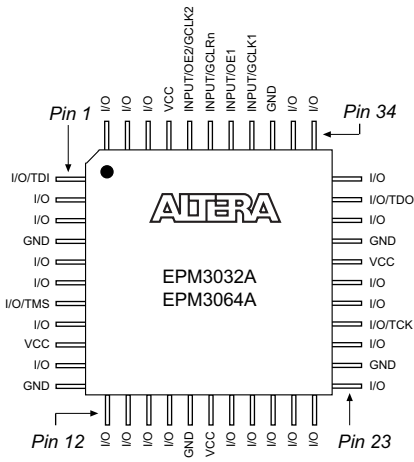 I/O
I/O
I/O
VCC
INPUT/OE2/GCLK2
INPUT/GCLRn
INPUT/OE1
INPUT/GCLK1
GND
I/O
I/O
Pin 1
Pin 34
I/O/TDI
I/O
I/O
GND
I/O
I/O
I/O/TMS
I/O
VCC
I/O
GND
ALTERA
EPM3032A
EPM3064A
I/O
I/O/TDO
I/O
GND
VCC
I/O
I/O
I/O/TCK
I/O
GND
I/O
Pin 12
Pin 23
I/O
I/O
I/O
I/O
GND
VCC
I/O
I/O
I/O
I/O
I/O